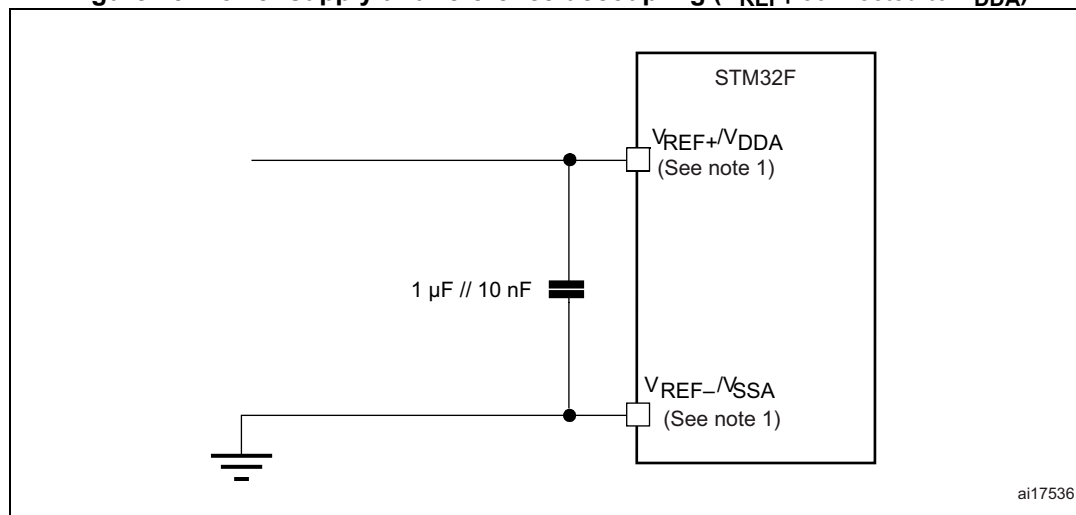 STM32F
VREF+/VDDA
(See note 1)
1 µF // 10 nF
VREF–/VSSA
(See note 1)
ai17536